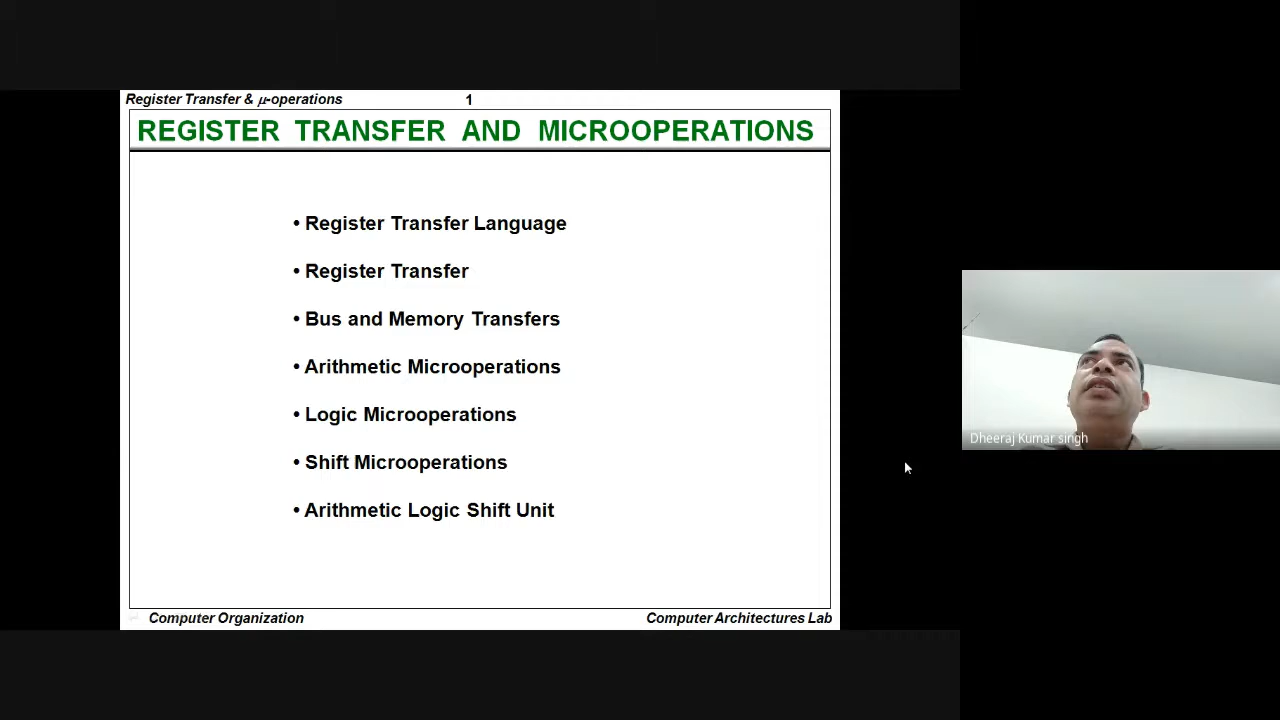 Register Transfer & μ-operations
1
REGISTER TRANSFER AND MICROOPERATIONS
• Register Transfer Language
• Register Transfer
• Bus and Memory Transfers
• Arithmetic Microoperations
• Logic Microoperations
• Shift Microoperations
• Arithmetic Logic Shift Unit
Computer Organization
Computer Architectures Lab
Dheeraj Kumar singh